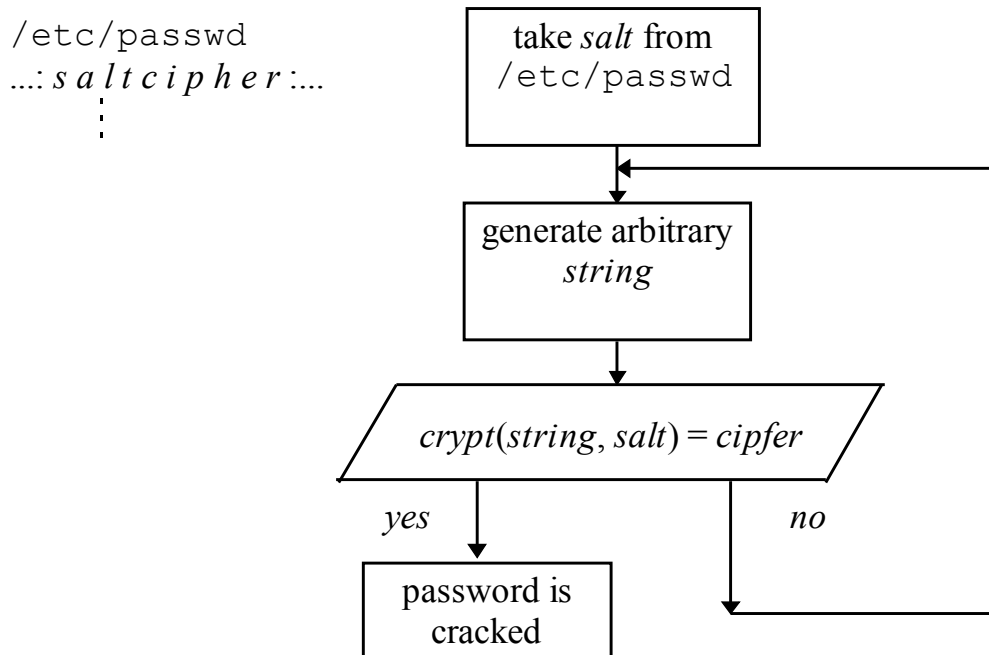 /etc/passwd
...: s a l t c i p h e r :...
take salt from
/etc/passwd
generate arbitrary
string
crypt(string, salt) = cipfer
yes
no
password is
cracked